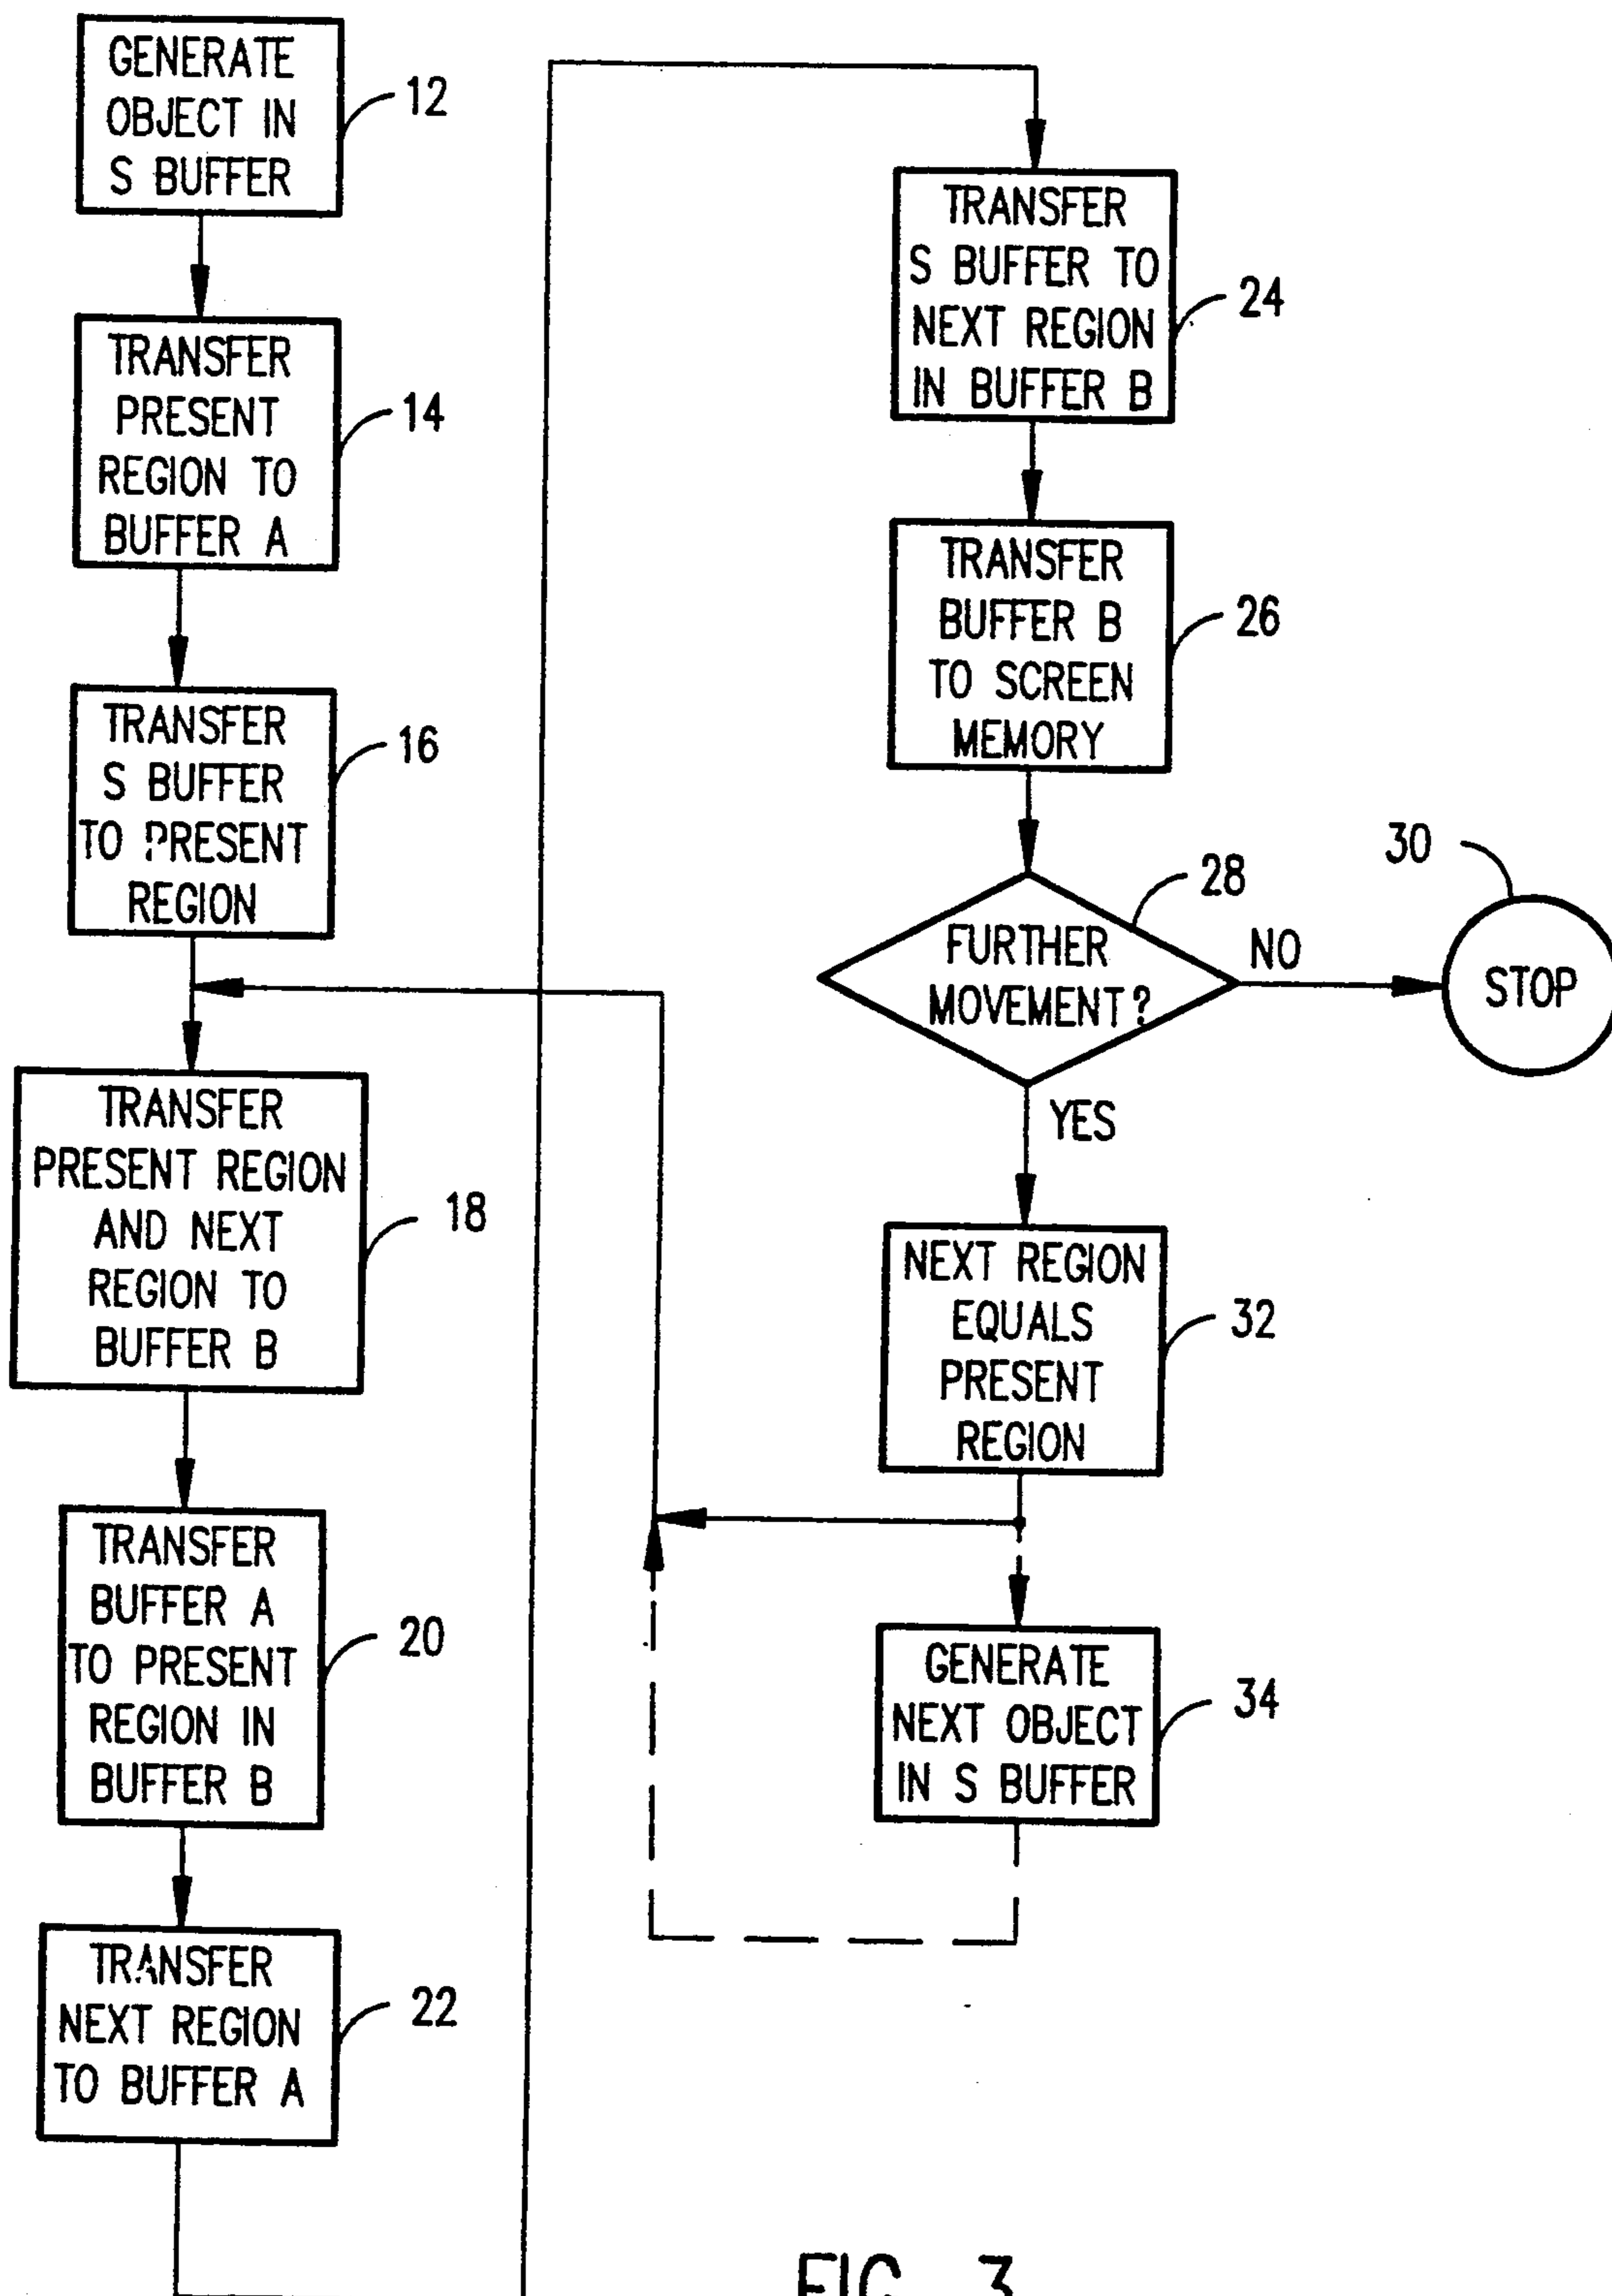 GENERATE
OBJECT IN
S BUFFER
12
TRANSFER
PRESENT
REGION TO
BUFFER A
14
TRANSFER
S BUFFER
TO PRESENT
REGION
16
TRANSFER
PRESENT REGION
AND NEXT
REGION TO
BUFFER B
18
TRANSFER
BUFFER A
TO PRESENT
REGION IN
BUFFER B
20
TRANSFER
NEXT REGION
TO BUFFER A
22
TRANSFER
S BUFFER TO
NEXT REGION
IN BUFFER B
24
TRANSFER
BUFFER B
TO SCREEN
MEMORY
26
FURTHER
MOVEMENT?
28
NO
STOP
30
YES
NEXT REGION
EQUALS
PRESENT
REGION
32
GENERATE
NEXT OBJECT
IN S BUFFER
34
FIG. 3